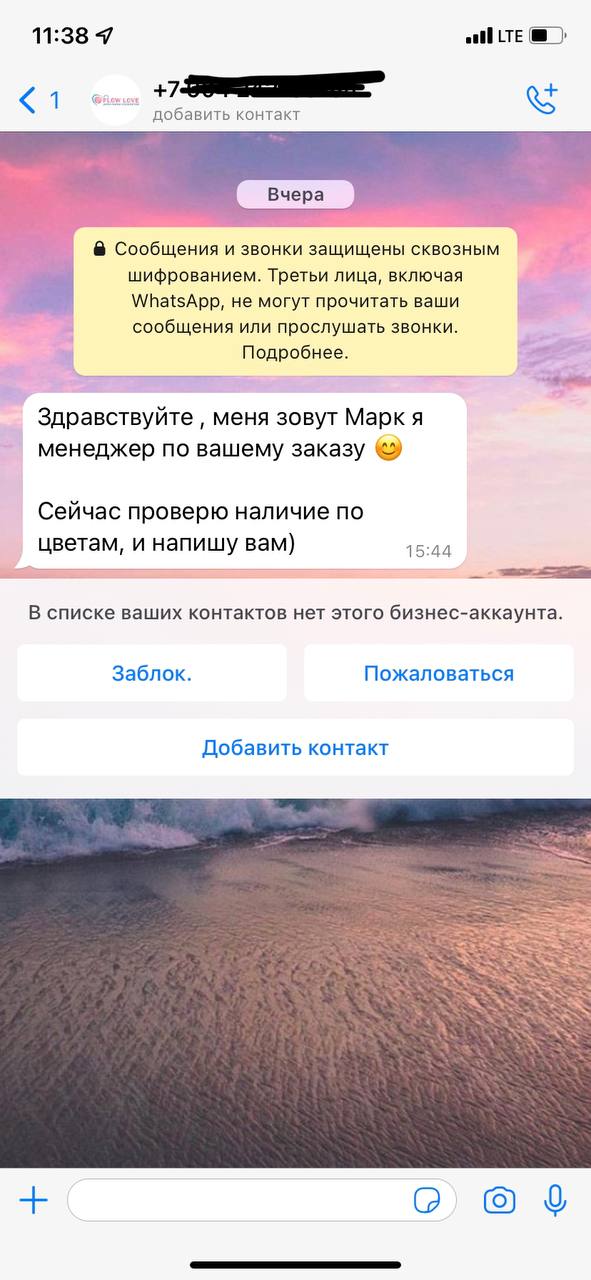 11:38
LTE
1
FLOW LOVE
+7
добавить контакт
Вчера
Сообщения и звонки защищены сквозным
шифрованием. Третьи лица, включая
WhatsApp, не могут прочитать ваши
сообщения или прослушать звонки.
Подробнее.
Здравствуйте , меня зовут Марк я
менеджер по вашему заказу 😊
Сейчас проверю наличие по
цветам, и напишу вам)
15:44
В списке ваших контактов нет этого бизнес-аккаунта.
Заблок.
Пожаловаться
Добавить контакт